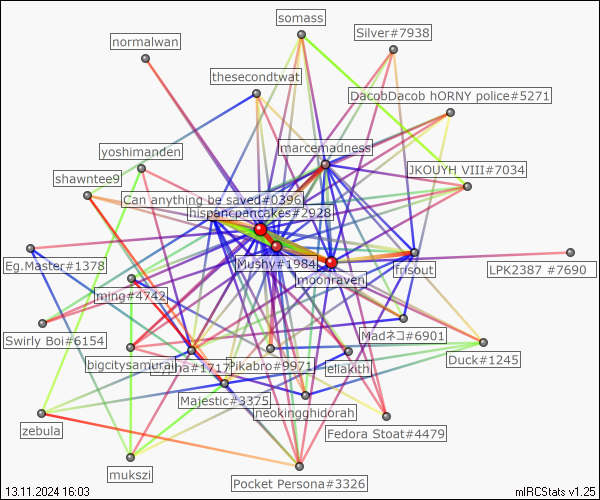 somass
normalwan
Silver#7938
thesecondtwat
DacobDacob hORNY police#5271
marcemadness
yoshimanden
JKOUYH VIII#7034
shawntee9
Can anything be saved#0396
hispancpancakes#2928
Eg.Master#1378
Mushy#1984
frisout
LPK2387 #7690
moonraven
ming#4742
Swirly Boi#6154
Madネコ#6901
bigcitysamurai
#1717
Pikabro#9971
ellakith
Duck#1245
Majestic#3375
neokingghidorah
zebula
Fedora Stoat#4479
mukszi
Pocket Persona#3326
13.11.2024 16:03
mIRCStats v1.25